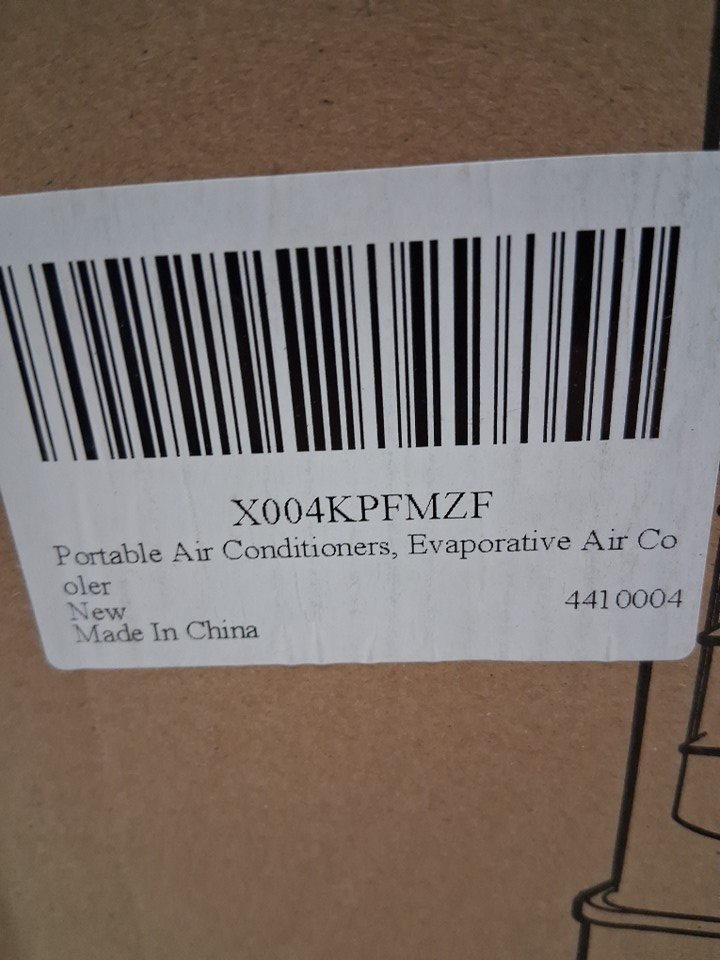 X004KPFMZF
Portable Air Conditioners, Evaporative Air Co
oler
New
4410004
Made In China